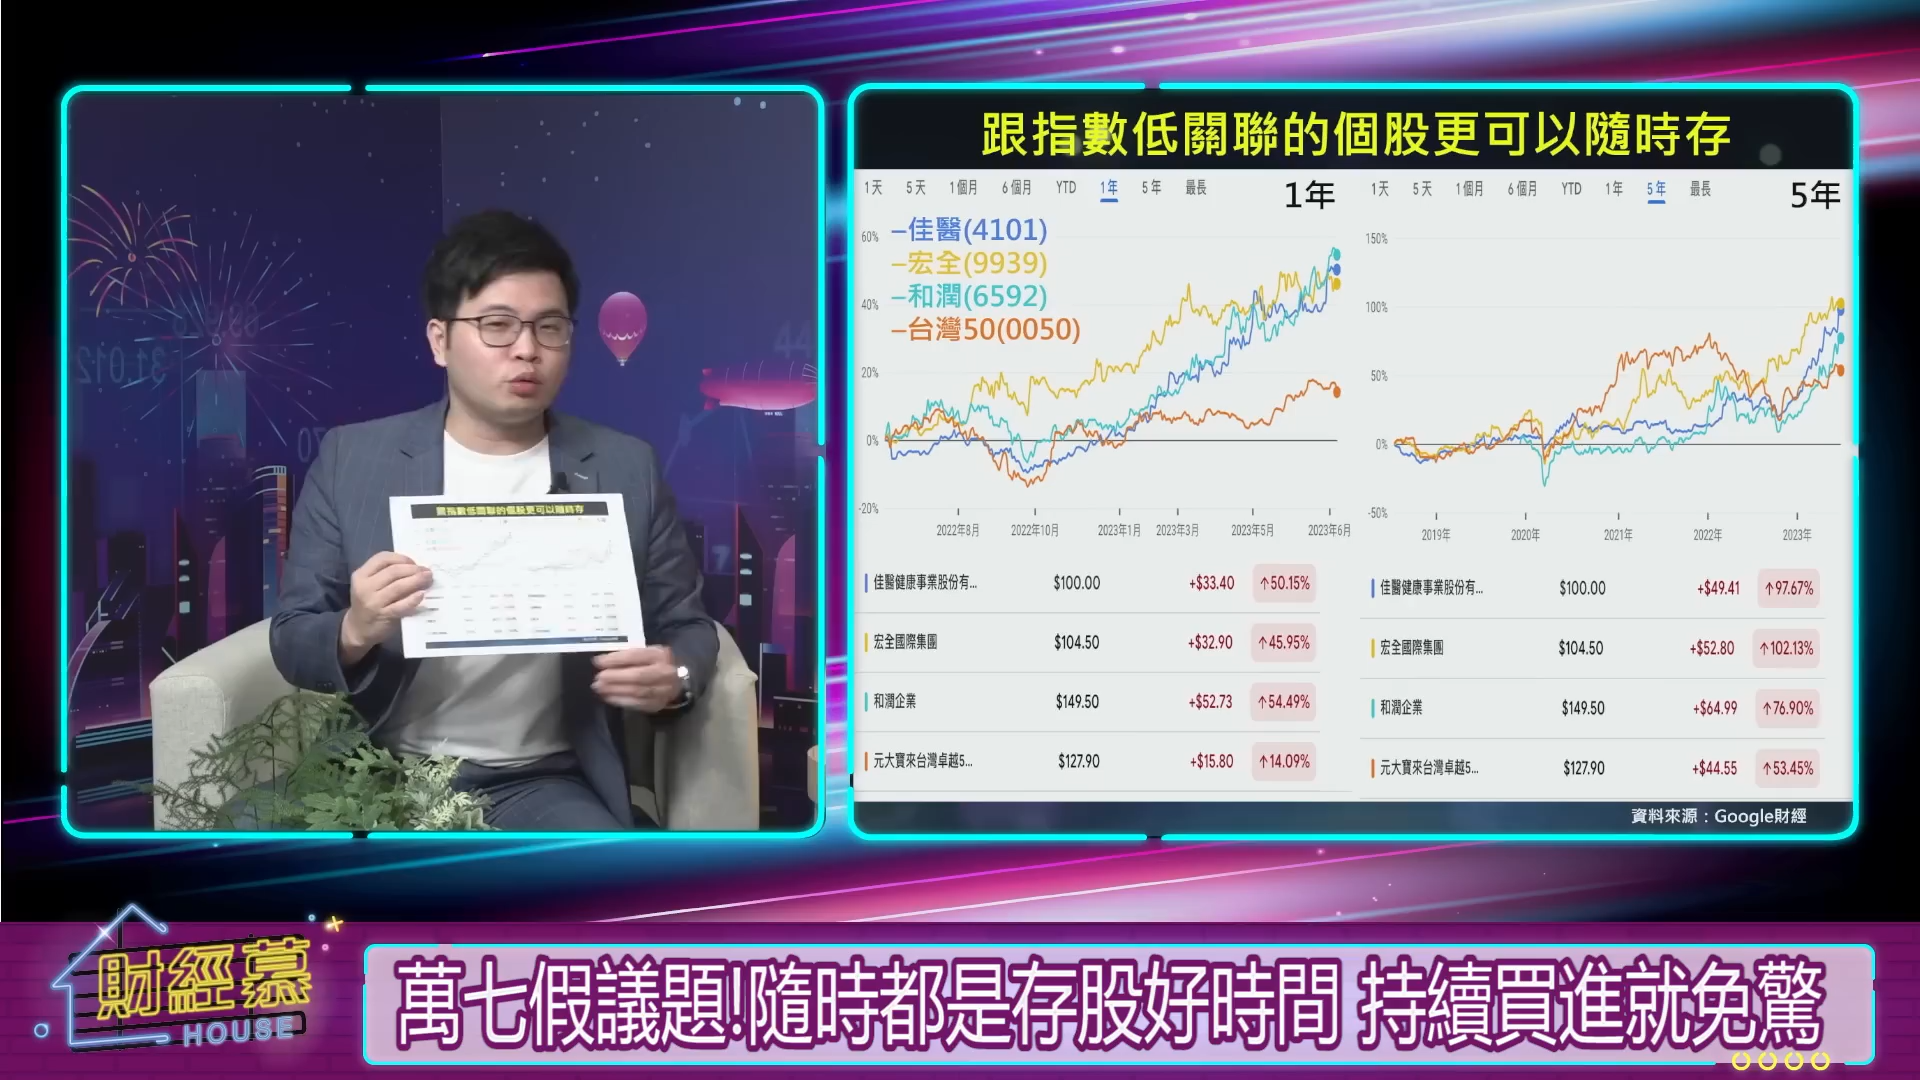 跟指數低關聯的個股更可以隨時存
1天 5天 1個月 6個月 YTD 1年 5年 最長
1年
–佳醫(4101)
–宏全(9939)
–和潤(6592)
–台灣50(0050)
60%
40%
20%
0%
-20%
2022年8月 2022年10月 2023年1月 2023年3月 2023年5月 2023年6月
佳醫健康事業股份有... $100.00 +$33.40 ↑50.15%
宏全國際集團 $104.50 +$32.90 ↑45.95%
和潤企業 $149.50 +$52.73 ↑54.49%
元大寶來台灣卓越5... $127.90 +$15.80 ↑14.09%
1天 5天 1個月 6個月 YTD 1年 5年 最長
5年
150%
100%
50%
0%
-50%
2019年 2020年 2021年 2022年 2023年
佳醫健康事業股份有... $100.00 +$49.41 ↑97.67%
宏全國際集團 $104.50 +$52.80 ↑102.13%
和潤企業 $149.50 +$64.99 ↑76.90%
元大寶來台灣卓越5... $127.90 +$44.55 ↑53.45%
資料來源：Google財經
跟指數低關聯的個股更可以隨時存
財經慕
HOUSE
萬七假議題!隨時都是存股好時間 持續買進就免驚